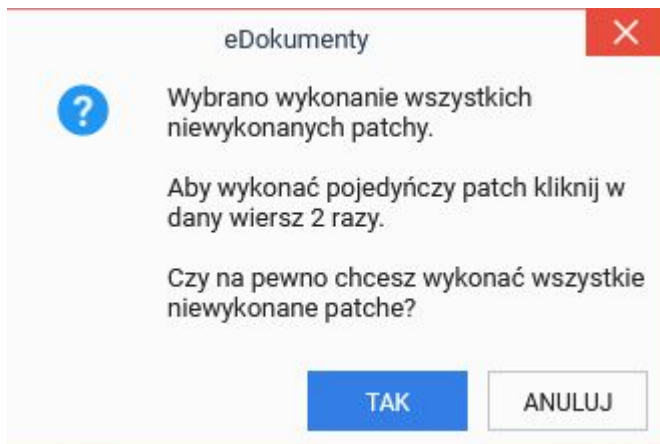 eDokumenty
Wybrano wykonanie wszystkich
niewykonanych patchy.
Aby wykonać pojedyńczy patch kliknij w
dany wiersz 2 razy.
Czy na pewno chcesz wykonać wszystkie
niewykonane patche?
TAK
ANULUJ